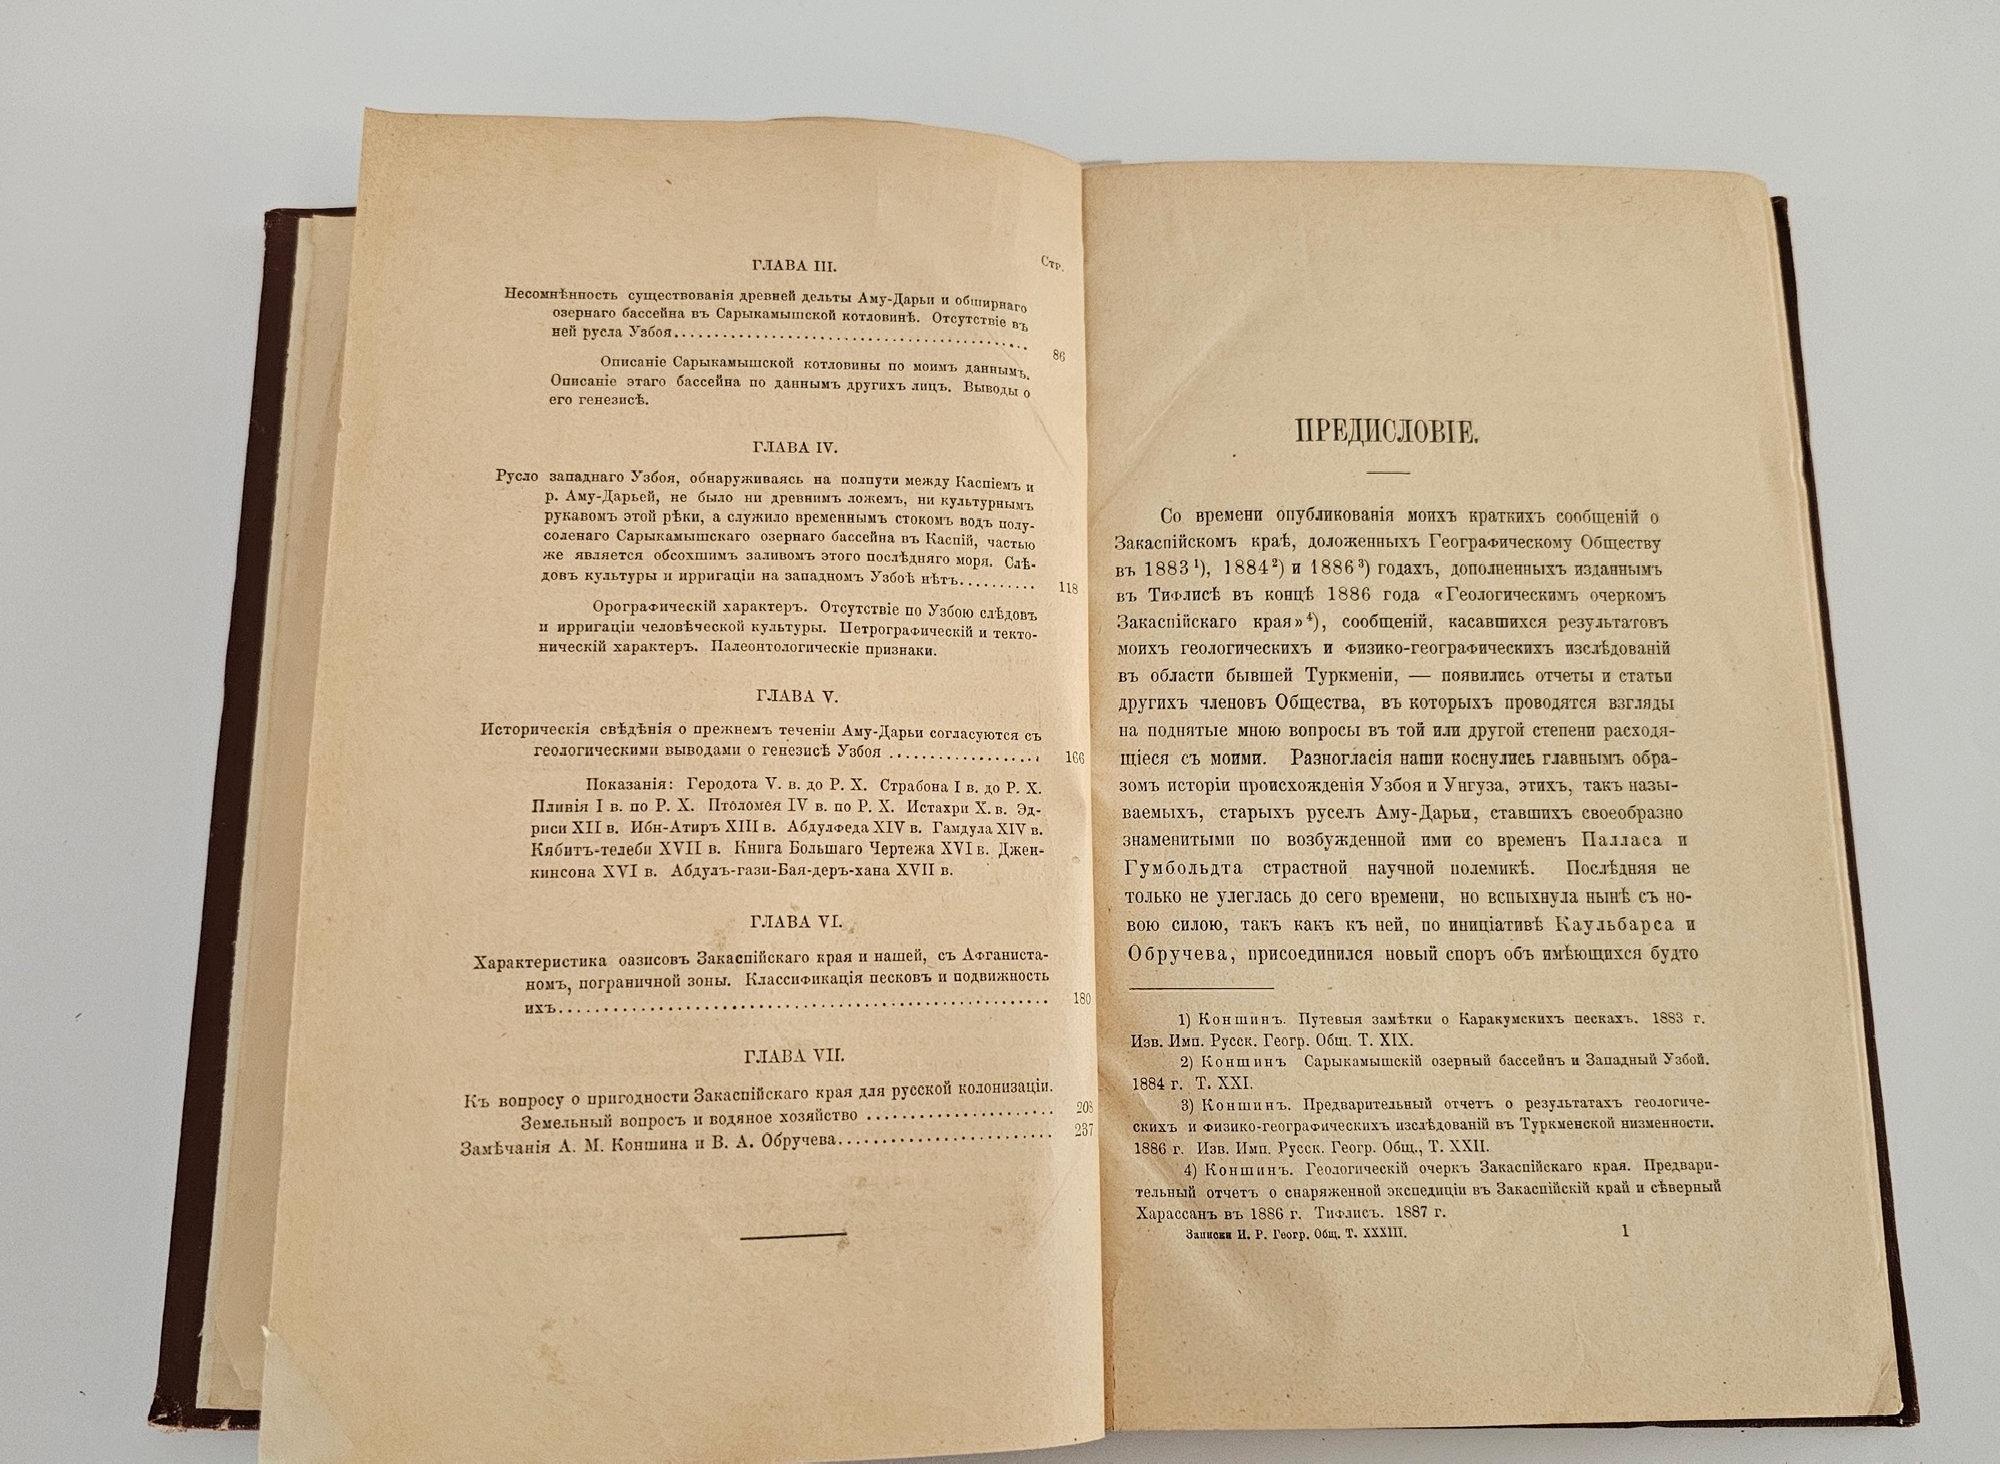 Стр.
ГЛАВА III.
Несомнѣнность существованія древней дельты Аму-Дарьи и обширнаго
озернаго бассейна въ Сарыкамышской котловинѣ. Отсутствіе въ
ней русла Узбоя........................................ 86
Описаніе Сарыкамышской котловины по моимъ даннымъ.
Описаніе этаго бассейна по даннымъ другихъ лицъ. Выводы о
его генезисѣ.
ГЛАВА IV.
Русло западнаго Узбоя, обнаруживаясь на полпути между Каспіемъ и
р. Аму-Дарьей, не было ни древнимъ ложемъ, ни культурнымъ
рукавомъ этой рѣки, а служило временнымъ стокомъ водъ полу-
соленаго Сарыкамышскаго озернаго бассейна въ Каспій, частью
же является обсохшимъ заливомъ этого послѣдняго моря. Слѣ-
довъ культуры и ирригаціи на западномъ Узбоѣ нѣтъ.......... 118
Орографическій характеръ. Отсутствіе по Узбою слѣдовъ
и ирригаціи человѣческой культуры. Петрографическій и текто-
ническій характеръ. Палеонтологическіе признаки.
ГЛАВА V.
Историческія свѣдѣнія о прежнемъ теченіи Аму-Дарьи согласуются съ
геологическими выводами о генезисѣ Узбоя .................. 166
Показанія: Геродота V. в. до Р. Х. Страбона I в. до Р. Х.
Плинія I в. по Р. Х. Птоломея IV в. по Р. Х. Истахри X. в. Эд-
риси XII в. Ибн-Атиръ XIII в. Абдулфеда XIV в. Гамдула XIV в.
Кябитъ-телеби XVII в. Книга Большаго Чертежа XVI в. Джен-
кинсона XVI в. Абдулъ-гази-Бая-деръ-хана XVII в.
ГЛАВА VI.
Характеристика оазисовъ Закаспійскаго края и нашей, съ Афганиста-
номъ, пограничной зоны. Классификація песковъ и подвижность
ихъ.................................................... 180
ГЛАВА VII.
Къ вопросу о пригодности Закаспійскаго края для русской колонизаціи.
Земельный вопросъ и водяное хозяйство ...................... 208
Замѣчанія А. М. Коншина и В. А. Обручева......................... 237
ПРЕДИСЛОВІЕ.
Со времени опубликованія моихъ краткихъ сообщеній о
Закаспійскомъ краѣ, доложенныхъ Географическому Обществу
въ 1883¹), 1884²) и 1886³) годахъ, дополненныхъ изданнымъ
въ Тифлисѣ въ концѣ 1886 года «Геологическимъ очеркомъ
Закаспійскаго края»⁴), сообщеній, касавшихся результатовъ
моихъ геологическихъ и физико-географическихъ изслѣдованій
въ области бывшей Туркменіи, — появились отчеты и статьи
другихъ членовъ Общества, въ которыхъ проводятся взгляды
на поднятые мною вопросы въ той или другой степени расходя-
щіеся съ моими. Разногласія наши коснулись главнымъ обра-
зомъ исторіи происхожденія Узбоя и Унгуза, этихъ, такъ назы-
ваемыхъ, старыхъ руселъ Аму-Дарьи, ставшихъ своеобразно
знаменитыми по возбужденной ими со временъ Палласа и
Гумбольдта страстной научной полемикѣ. Послѣдняя не
только не улеглась до сего времени, но вспыхнула нынѣ съ но-
вою силою, такъ какъ къ ней, по иниціативѣ Каульбарса и
Обручева, присоединился новый споръ объ имѣющихся будто
1) Коншинъ. Путевыя замѣтки о Каракумскихъ пескахъ. 1883 г.
Изв. Имп. Русск. Геогр. Общ. Т. XIX.
2) Коншинъ Сарыкамышскій озерный бассейнъ и Западный Узбой.
1884 г. Т. XXI.
3) Коншинъ. Предварительный отчетъ о результатахъ геологиче-
скихъ и физико-географическихъ изслѣдованій въ Туркменской низменности.
1886 г. Изв. Имп. Русск. Геогр. Общ., Т. XXII.
4) Коншинъ. Геологическій очеркъ Закаспійскаго края. Предвари-
тельный отчетъ о снаряженной экспедиціи въ Закаспійскій край и сѣверный
Харассанъ въ 1886 г. Тифлисъ. 1887 г.
Записки И. Р. Геогр. Общ. Т. XXXIII. 1